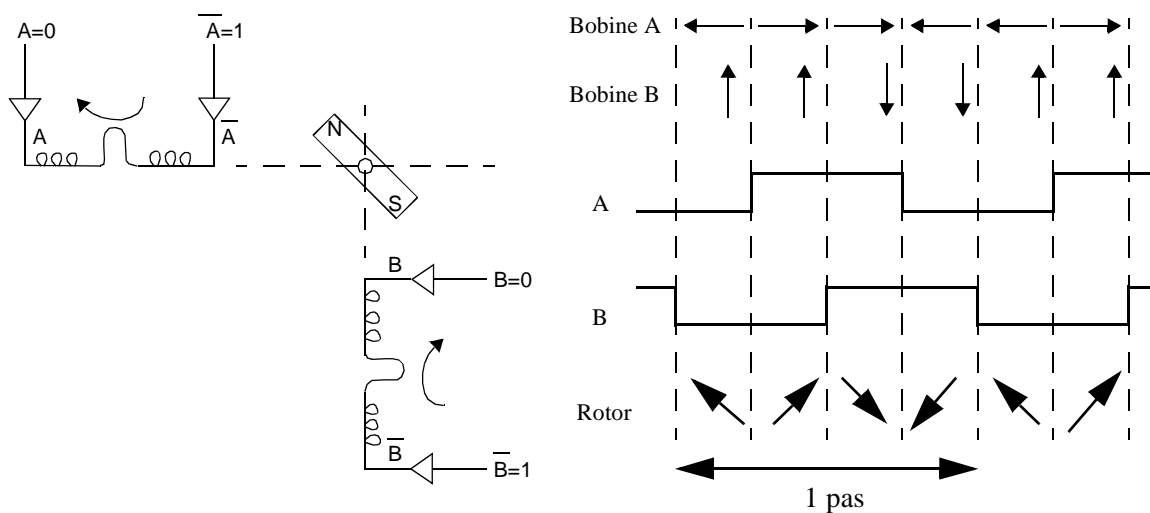 A=0
A̅=1
A
A̅
N
S
B
B=0
B̅
B̅=1
Bobine A
Bobine B
A
B
Rotor
1 pas